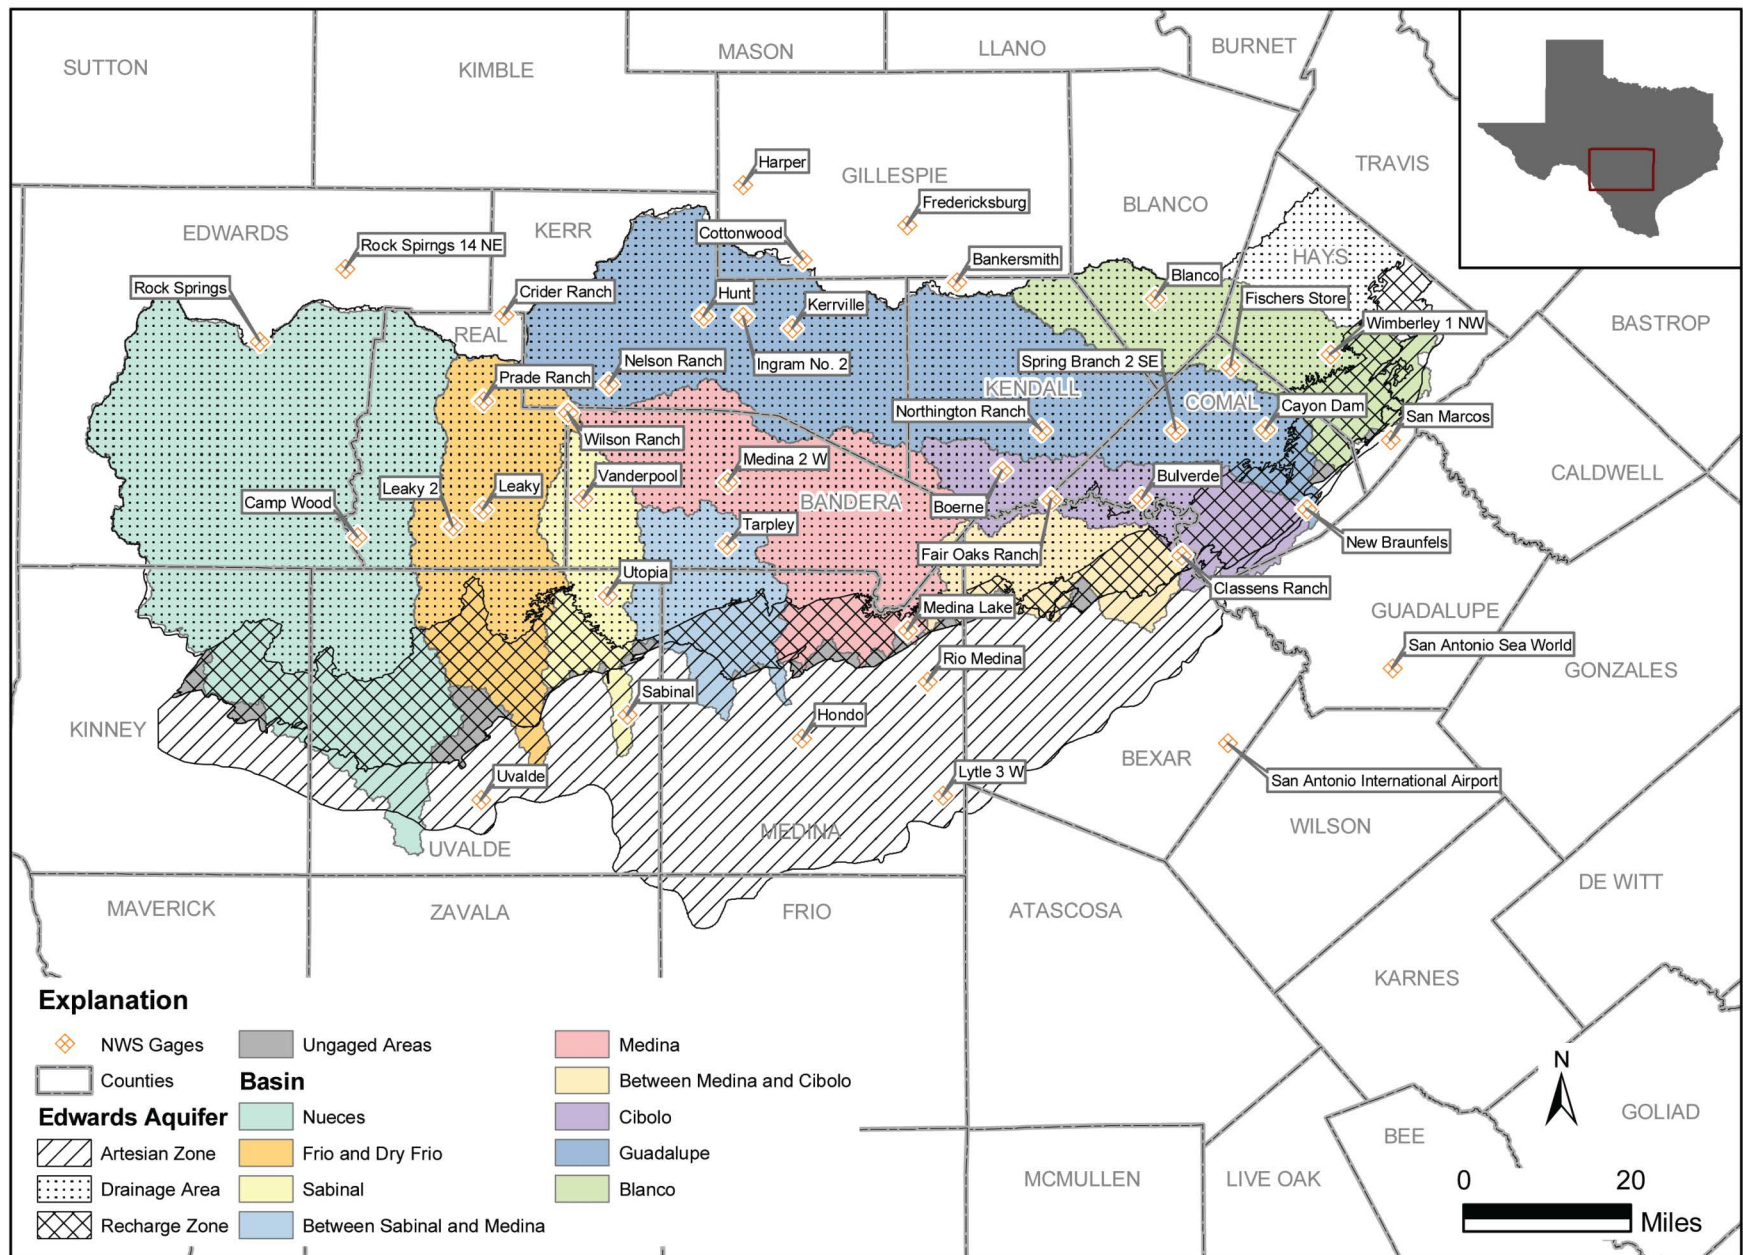 SUTTON
KIMBLE
MASON
LLANO
BURNET
TRAVIS
Harper
GILLESPIE
Fredericksburg
BLANCO
EDWARDS
KERR
Rock Spirngs 14 NE
Cottonwood
Bankersmith
HAYS
Rock Springs
Crider Ranch
Hunt
Kerrville
Blanco
Fischers Store
Wimberley 1 NW
BASTROP
REAL
Prade Ranch
Nelson Ranch
Ingram No. 2
Spring Branch 2 SE
KENDALL
COMAL
Cayon Dam
San Marcos
Northington Ranch
Wilson Ranch
Medina 2 W
Vanderpool
CALDWELL
Leaky 2
Leaky
Camp Wood
BANDERA
Boerne
Bulverde
Tarpley
Fair Oaks Ranch
New Braunfels
Utopia
Classens Ranch
Medina Lake
GUADALUPE
San Antonio Sea World
GONZALES
Rio Medina
Sabinal
KINNEY
Hondo
BEXAR
Uvalde
Lytle 3 W
San Antonio International Airport
MEDINA
WILSON
UVALDE
DE WITT
MAVERICK
ZAVALA
FRIO
ATASCOSA
KARNES
GOLIAD
BEE
MCMULLEN
LIVE OAK
Explanation
NWS Gages
Counties
Edwards Aquifer
Artesian Zone
Drainage Area
Recharge Zone
Ungaged Areas
Basin
Nueces
Frio and Dry Frio
Sabinal
Between Sabinal and Medina
Medina
Between Medina and Cibolo
Cibolo
Guadalupe
Blanco
N
0 20
Miles